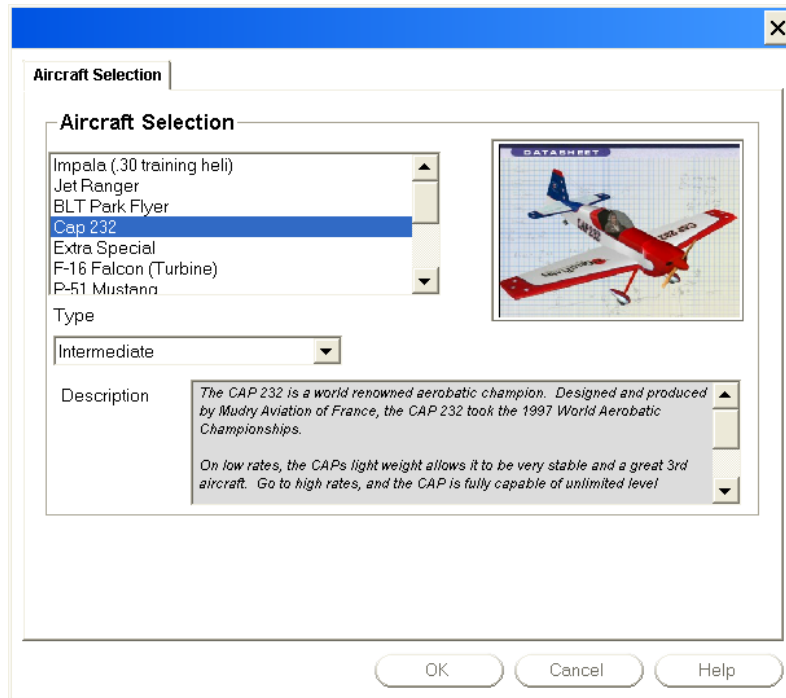 Aircraft Selection
Aircraft Selection
Impala (.30 training heli)
Jet Ranger
BLT Park Flyer
Cap 232
Extra Special
F-16 Falcon (Turbine)
P-51 Mustang
DATASHEET
CAP 232
CAP 232
Type
Intermediate
Description
The CAP 232 is a world renowned aerobatic champion. Designed and produced
by Mudry Aviation of France, the CAP 232 took the 1997 World Aerobatic
Championships.
On low rates, the CAPs light weight allows it to be very stable and a great 3rd
aircraft. Go to high rates, and the CAP is fully capable of unlimited level
OK
Cancel
Help